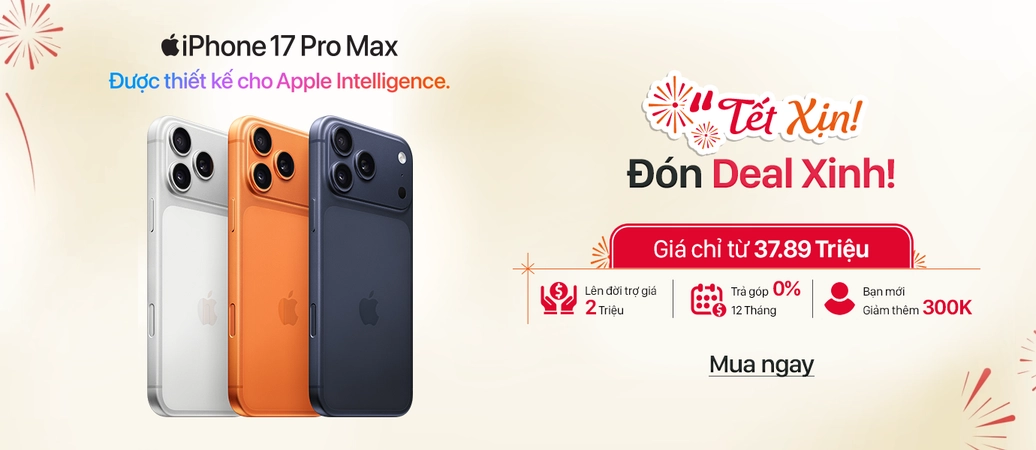 iPhone 17 Pro Max
Được thiết kế cho Apple Intelligence.
"Tết Xịn!
Đón Deal Xinh!
Giá chỉ từ 37.89 Triệu
Lên đời trợ giá
2 Triệu
Trả góp 0%
12 Tháng
Bạn mới
Giảm thêm 300K
Mua ngay